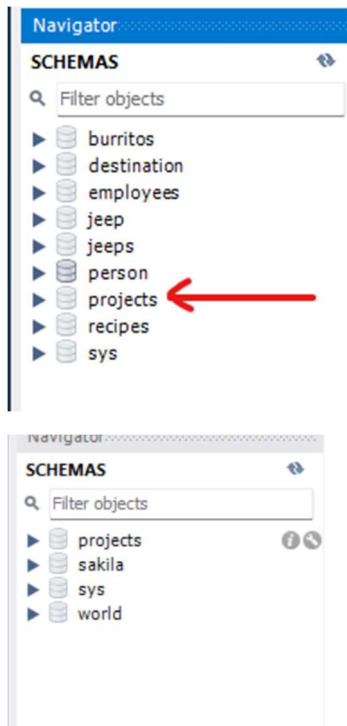 Navigator
SCHEMAS
Filter objects
burritos
destination
employees
jeep
jeeps
person
projects
recipes
sys
Navigator
SCHEMAS
Filter objects
projects
sakila
sys
world